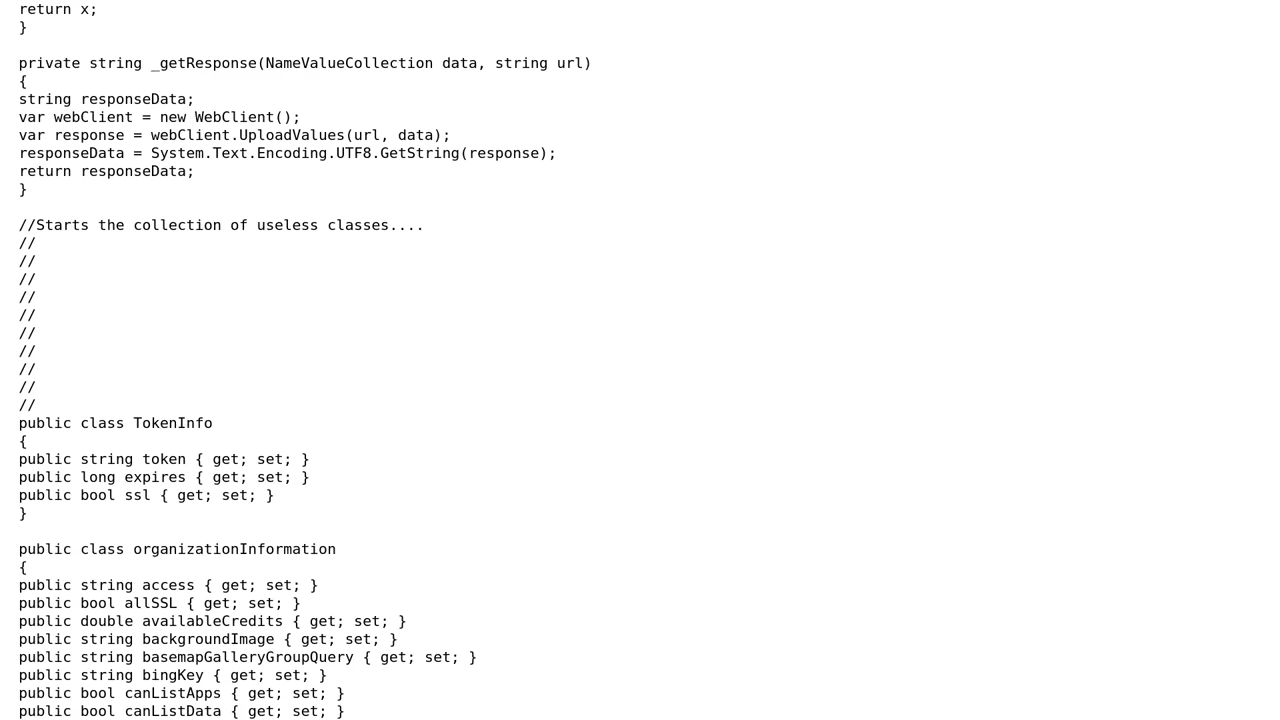 return x;
}
private string _getResponse(NameValueCollection data, string url)
{
string responseData;
var webClient = new WebClient();
var response = webClient.UploadValues(url, data);
responseData = System.Text.Encoding.UTF8.GetString(response);
return responseData;
}
//Starts the collection of useless classes....
//
//
//
//
//
//
//
//
//
//
public class TokenInfo
{
public string token { get; set; }
public long expires { get; set; }
public bool ssl { get; set; }
}
public class organizationInformation
{
public string access { get; set; }
public bool allSSL { get; set; }
public double availableCredits { get; set; }
public string backgroundImage { get; set; }
public string basemapGalleryGroupQuery { get; set; }
public string bingKey { get; set; }
public bool canListApps { get; set; }
public bool canListData { get; set; }